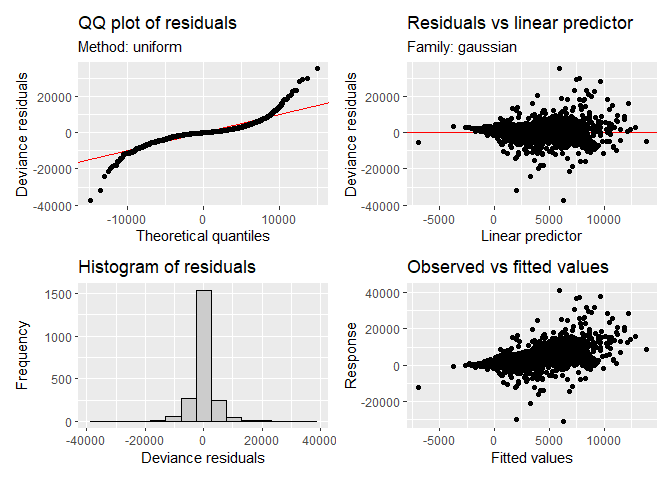 QQ plot of residuals
Method: uniform
Deviance residuals
20000
0
-20000
-40000
-10000
0
10000
Theoretical quantiles
Residuals vs linear predictor
Family: gaussian
Deviance residuals
20000
0
-20000
-40000
-5000
0
5000
10000
Linear predictor
Histogram of residuals
Frequency
1500
1000
500
0
-40000
-20000
0
20000
40000
Deviance residuals
Observed vs fitted values
Response
40000
20000
0
-20000
-5000
0
5000
10000
Fitted values